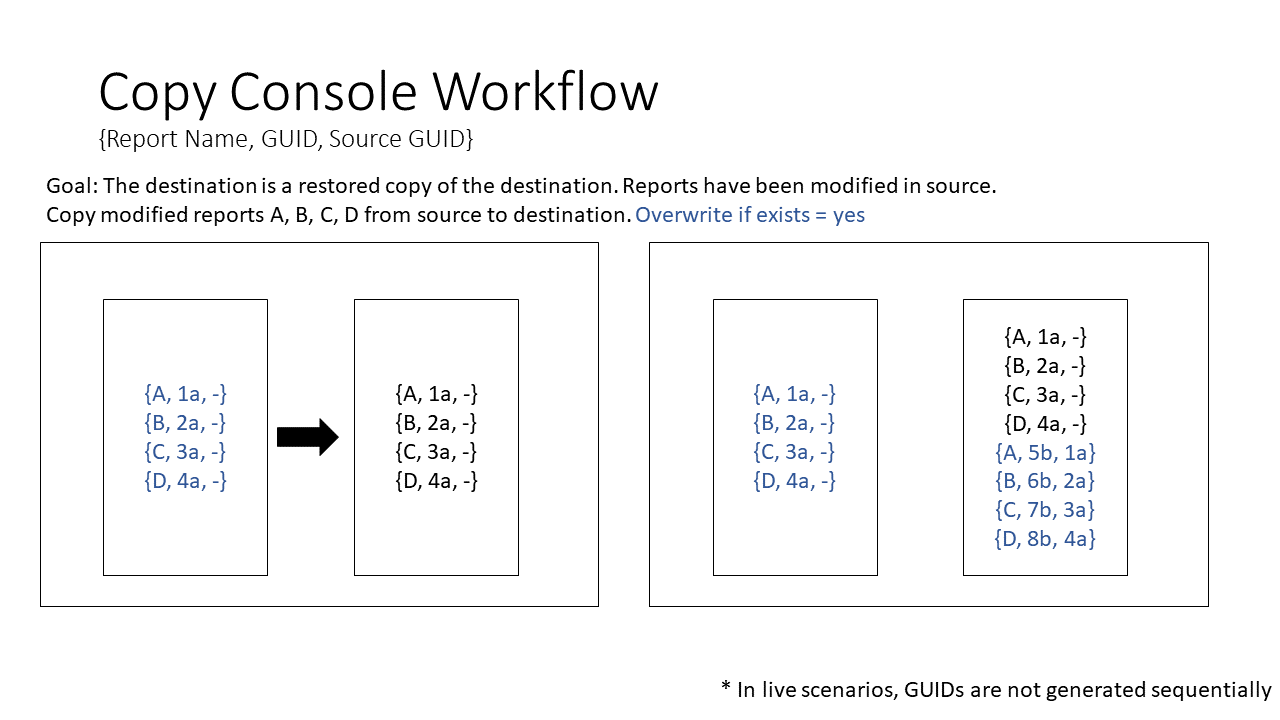 Copy Console Workflow
{Report Name, GUID, Source GUID}
Goal: The destination is a restored copy of the destination. Reports have been modified in source.
Copy modified reports A, B, C, D from source to destination. Overwrite if exists = yes
{A, 1a, -}
{B, 2a, -}
{C, 3a, -}
{D, 4a, -}
{A, 1a, -}
{B, 2a, -}
{C, 3a, -}
{D, 4a, -}
{A, 1a, -}
{B, 2a, -}
{C, 3a, -}
{D, 4a, -}
{A, 1a, -}
{B, 2a, -}
{C, 3a, -}
{D, 4a, -}
{A, 5b, 1a}
{B, 6b, 2a}
{C, 7b, 3a}
{D, 8b, 4a}
* In live scenarios, GUIDs are not generated sequentially